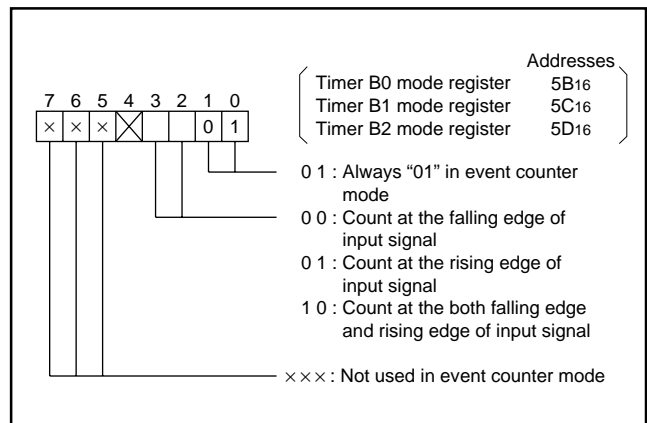 Addresses
Timer B0 mode register 5B16
Timer B1 mode register 5C16
Timer B2 mode register 5D16
7 6 5 4 3 2 1 0
× × × 0 1
0 1 : Always “01” in event counter
mode
0 0 : Count at the falling edge of
input signal
0 1 : Count at the rising edge of
input signal
1 0 : Count at the both falling edge
and rising edge of input signal
××× : Not used in event counter mode